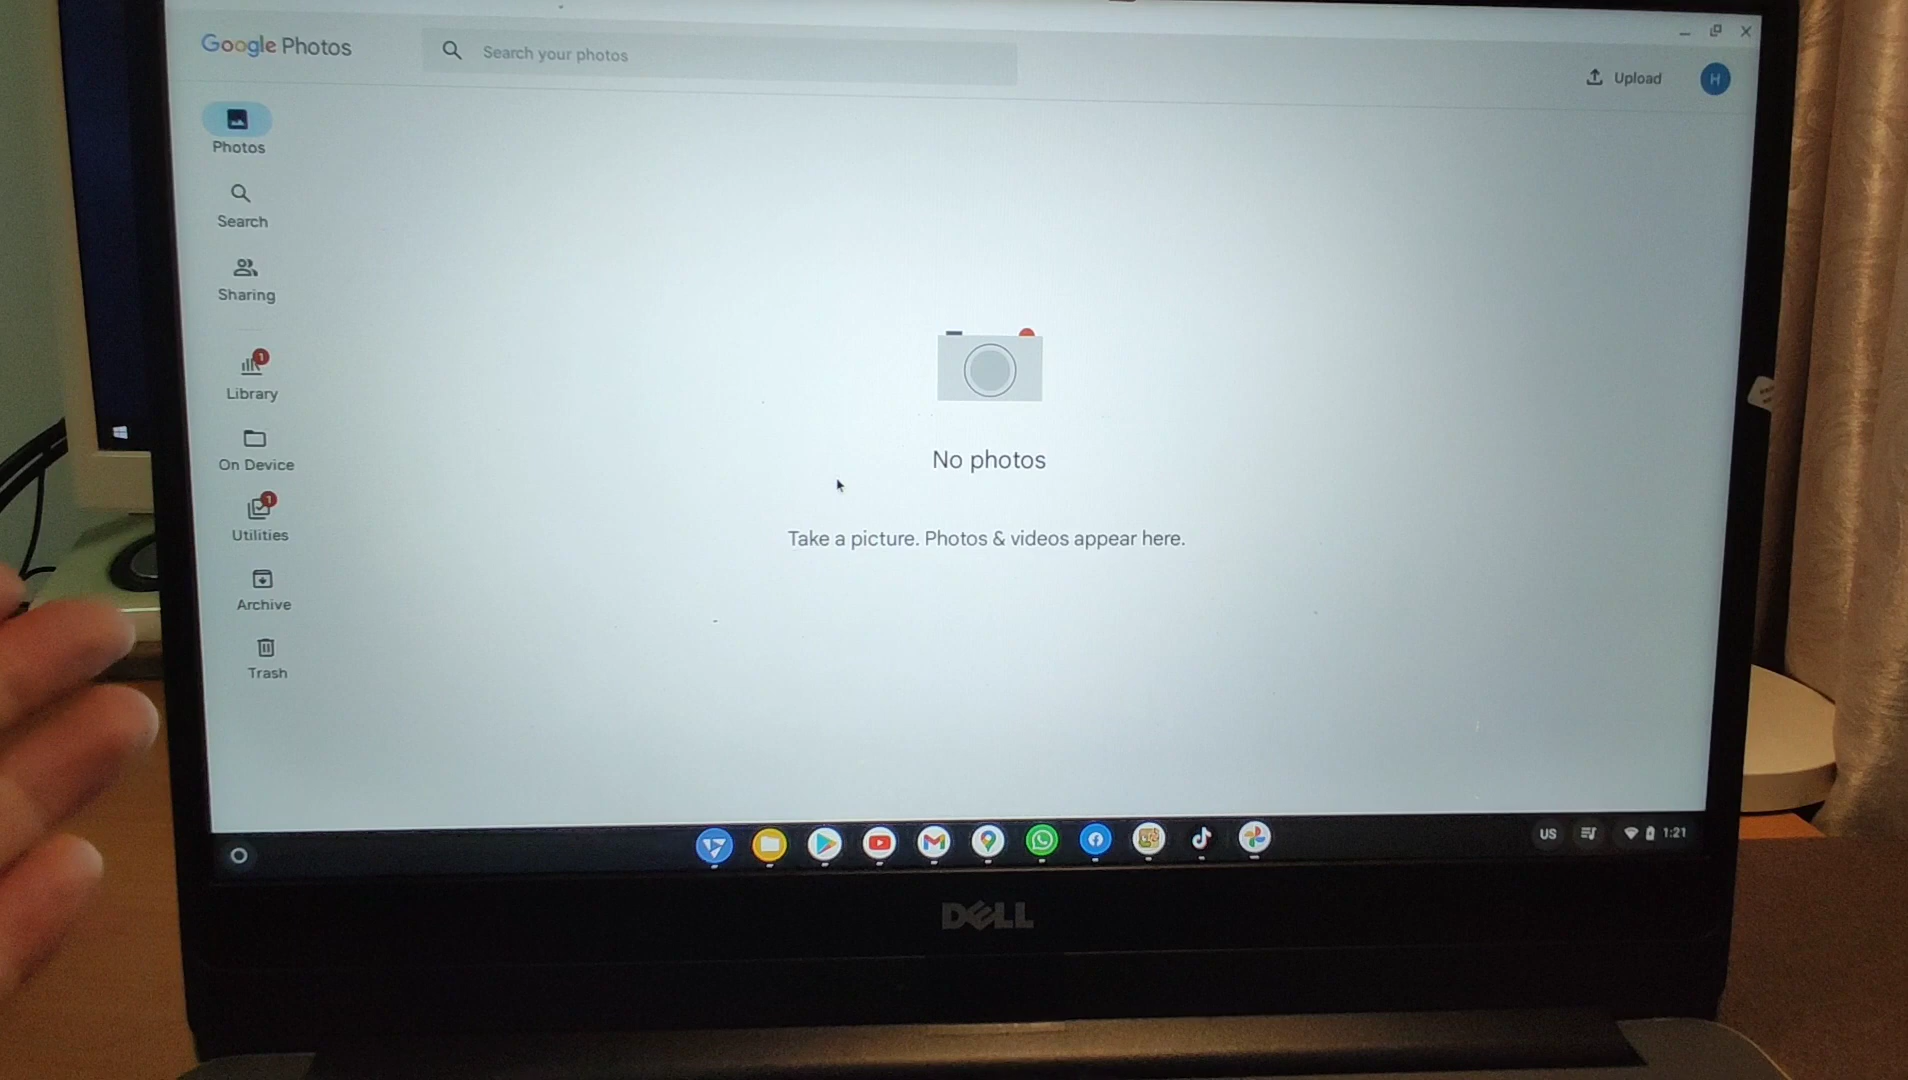 Google Photos
Search your photos
Upload
H
Photos
Search
Sharing
1
Library
On Device
1
Utilities
Archive
Trash
No photos
Take a picture. Photos & videos appear here.
US
1:21
DELL